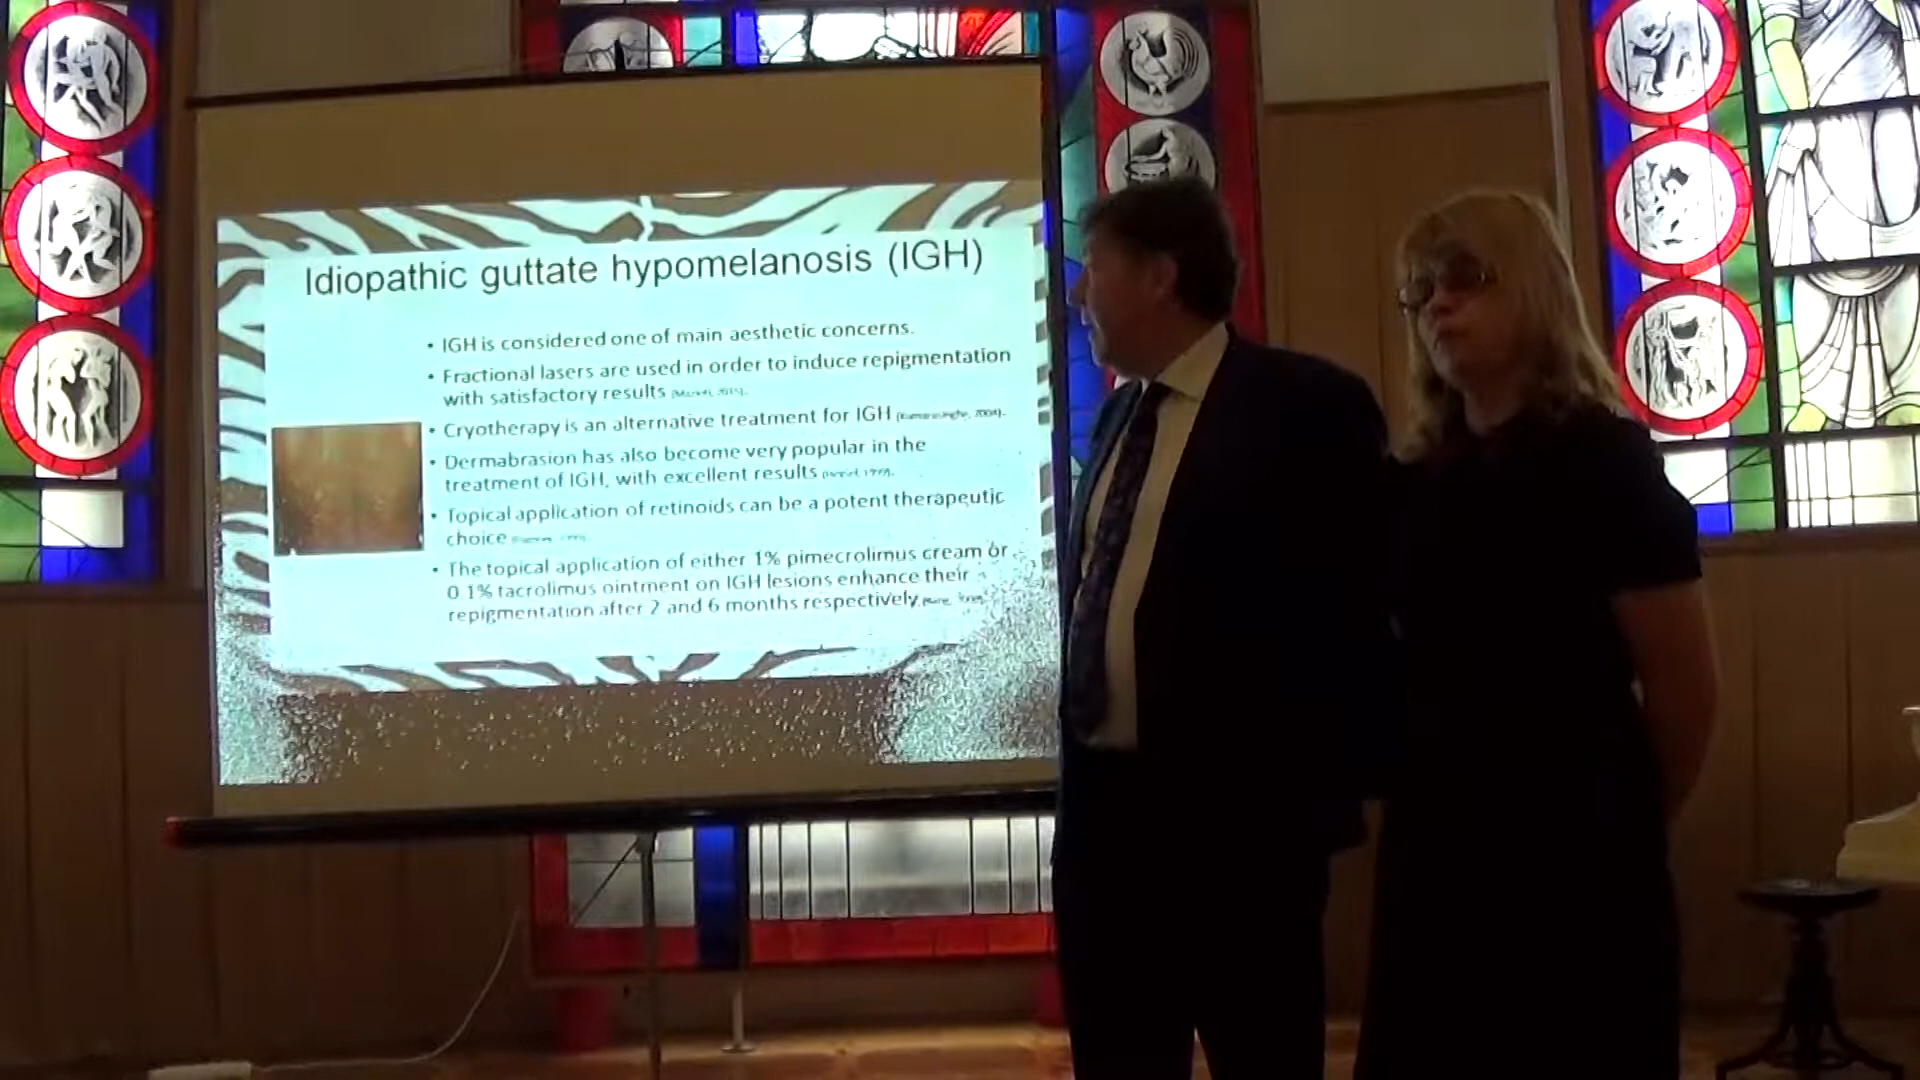 Idiopathic guttate hypomelanosis (IGH)
• IGH is considered one of main aesthetic concerns.
• Fractional lasers are used in order to induce repigmentation
with satisfactory results
• Cryotherapy is an alternative treatment for IGH
• Dermabrasion has also become very popular in the
treatment of IGH, with excellent results
• Topical application of retinoids can be a potent therapeutic
choice
• The topical application of either 1% pimecrolimus cream or
0.1% tacrolimus ointment on IGH lesions enhance their
repigmentation after 2 and 6 months respectively